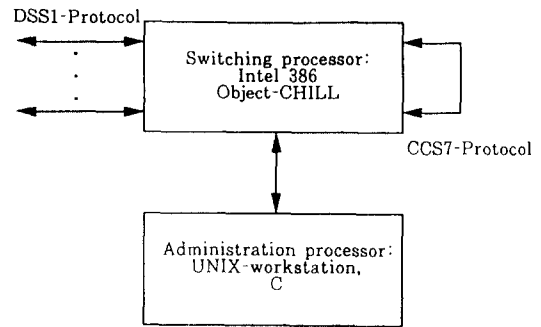 DSS1-Protocol
Switching processor:
Intel 386
Object-CHILL
CCS7-Protocol
Administration processor:
UNIX-workstation,
C